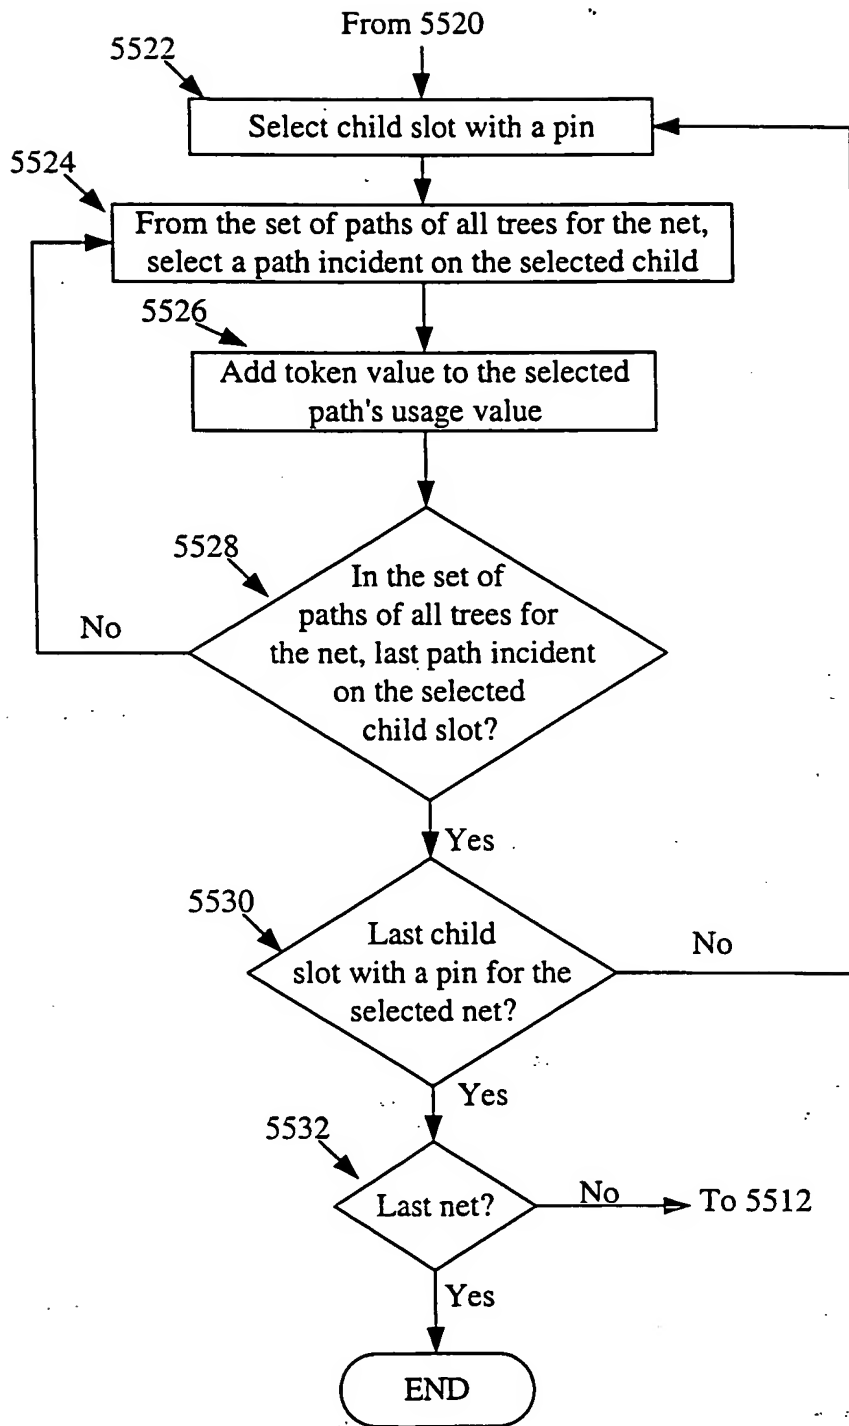 From 5520
5522
Select child slot with a pin
5524
From the set of paths of all trees for the net,
select a path incident on the selected child
5526
Add token value to the selected
path's usage value
5528
In the set of
paths of all trees for
the net, last path incident
on the selected
child slot?
No
Yes
5530
Last child
slot with a pin for the
selected net?
No
Yes
5532
Last net?
No
To 5512
Yes
END